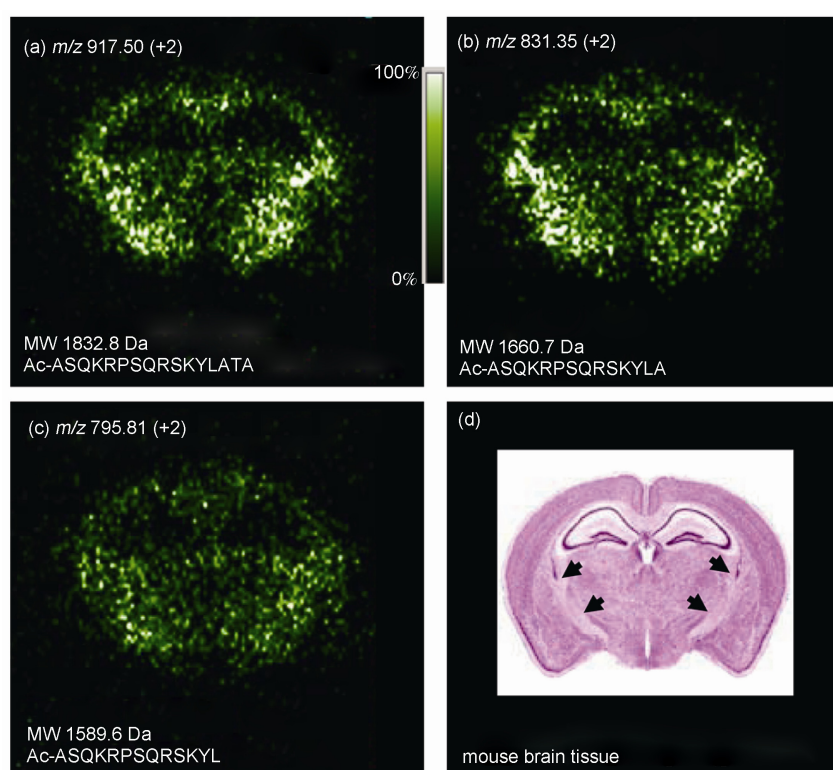 (a) m/z 917.50 (+2)
100%
0%
MW 1832.8 Da
Ac-ASQKRPSQRSKYLATA
(b) m/z 831.35 (+2)
MW 1660.7 Da
Ac-ASQKRPSQRSKYLA
(c) m/z 795.81 (+2)
MW 1589.6 Da
Ac-ASQKRPSQRSKYL
(d)
mouse brain tissue